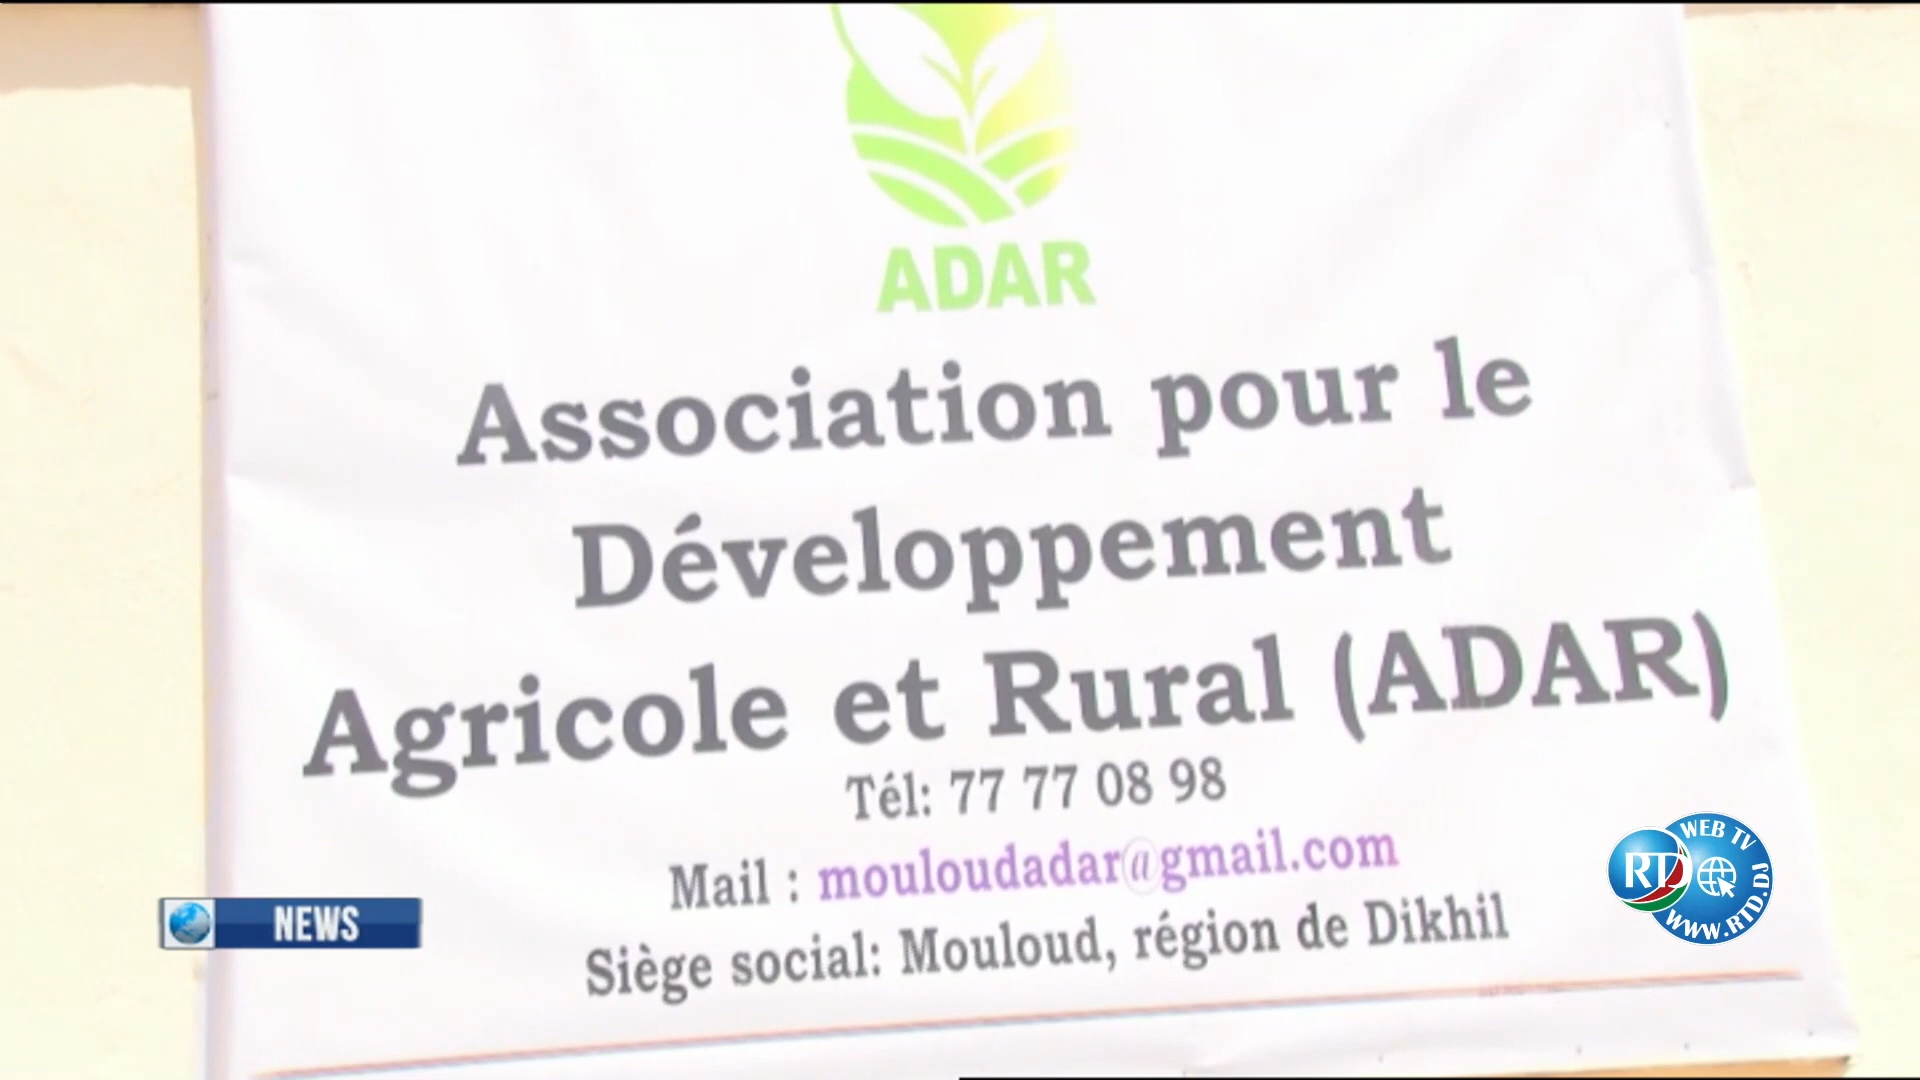 ADAR
Association pour le
Développement
Agricole et Rural (ADAR)
Tél: 77 77 08 98
Mail : mouloudadar@gmail.com
Siège social: Mouloud, région de Dikhil
NEWS
WEB TV
RTD
WWW.RTD.DJ